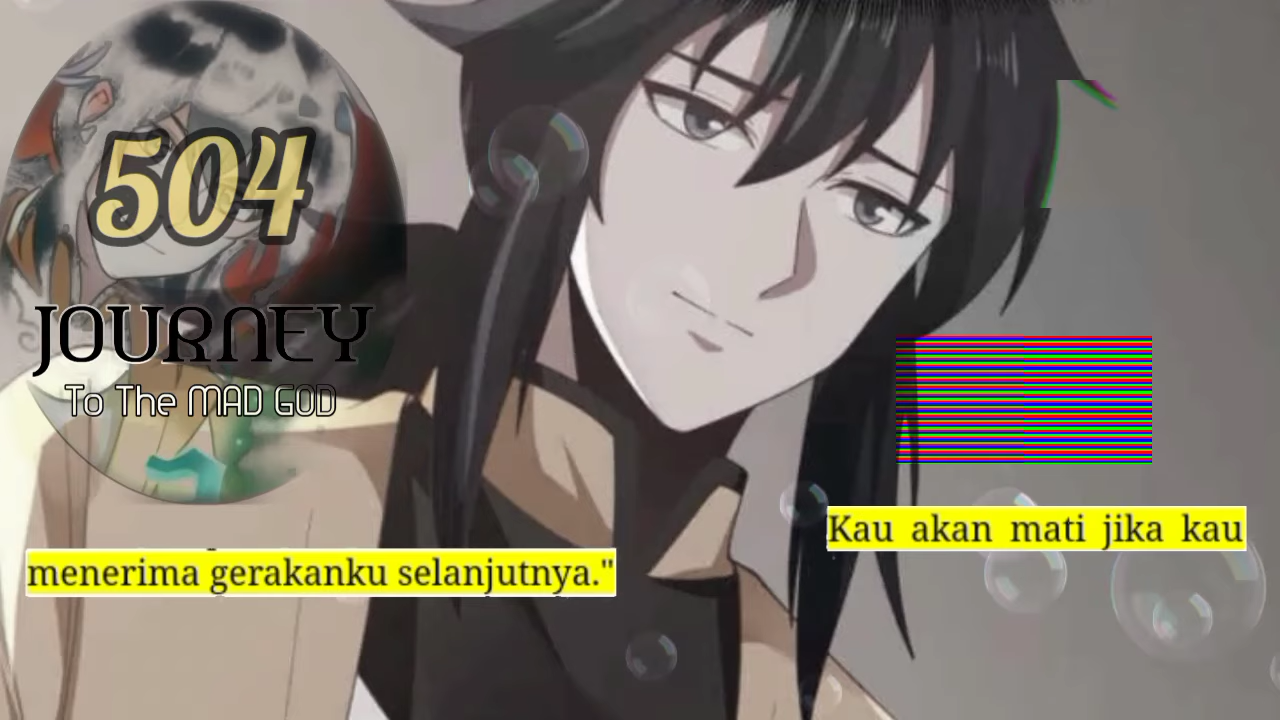 504
JOURNEY
To The MAD GOD
Kau akan mati jika kau
menerima gerakanku selanjutnya."